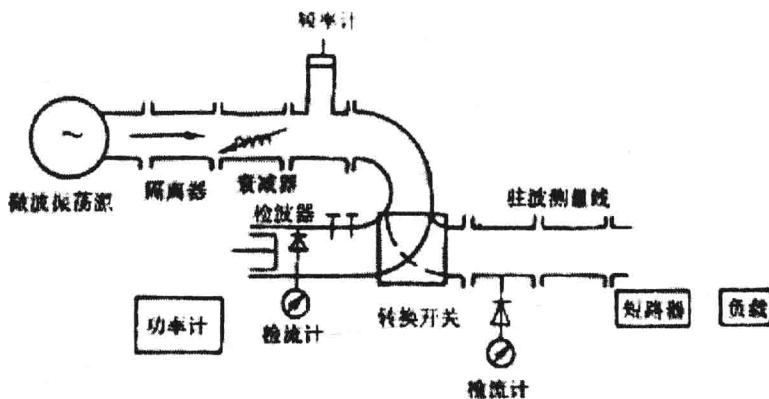 频率计
~
隔离器
衰减器
微波振荡源
检波器
驻波测量线
功率计
检流计
转换开关
短路器
负载
检流计